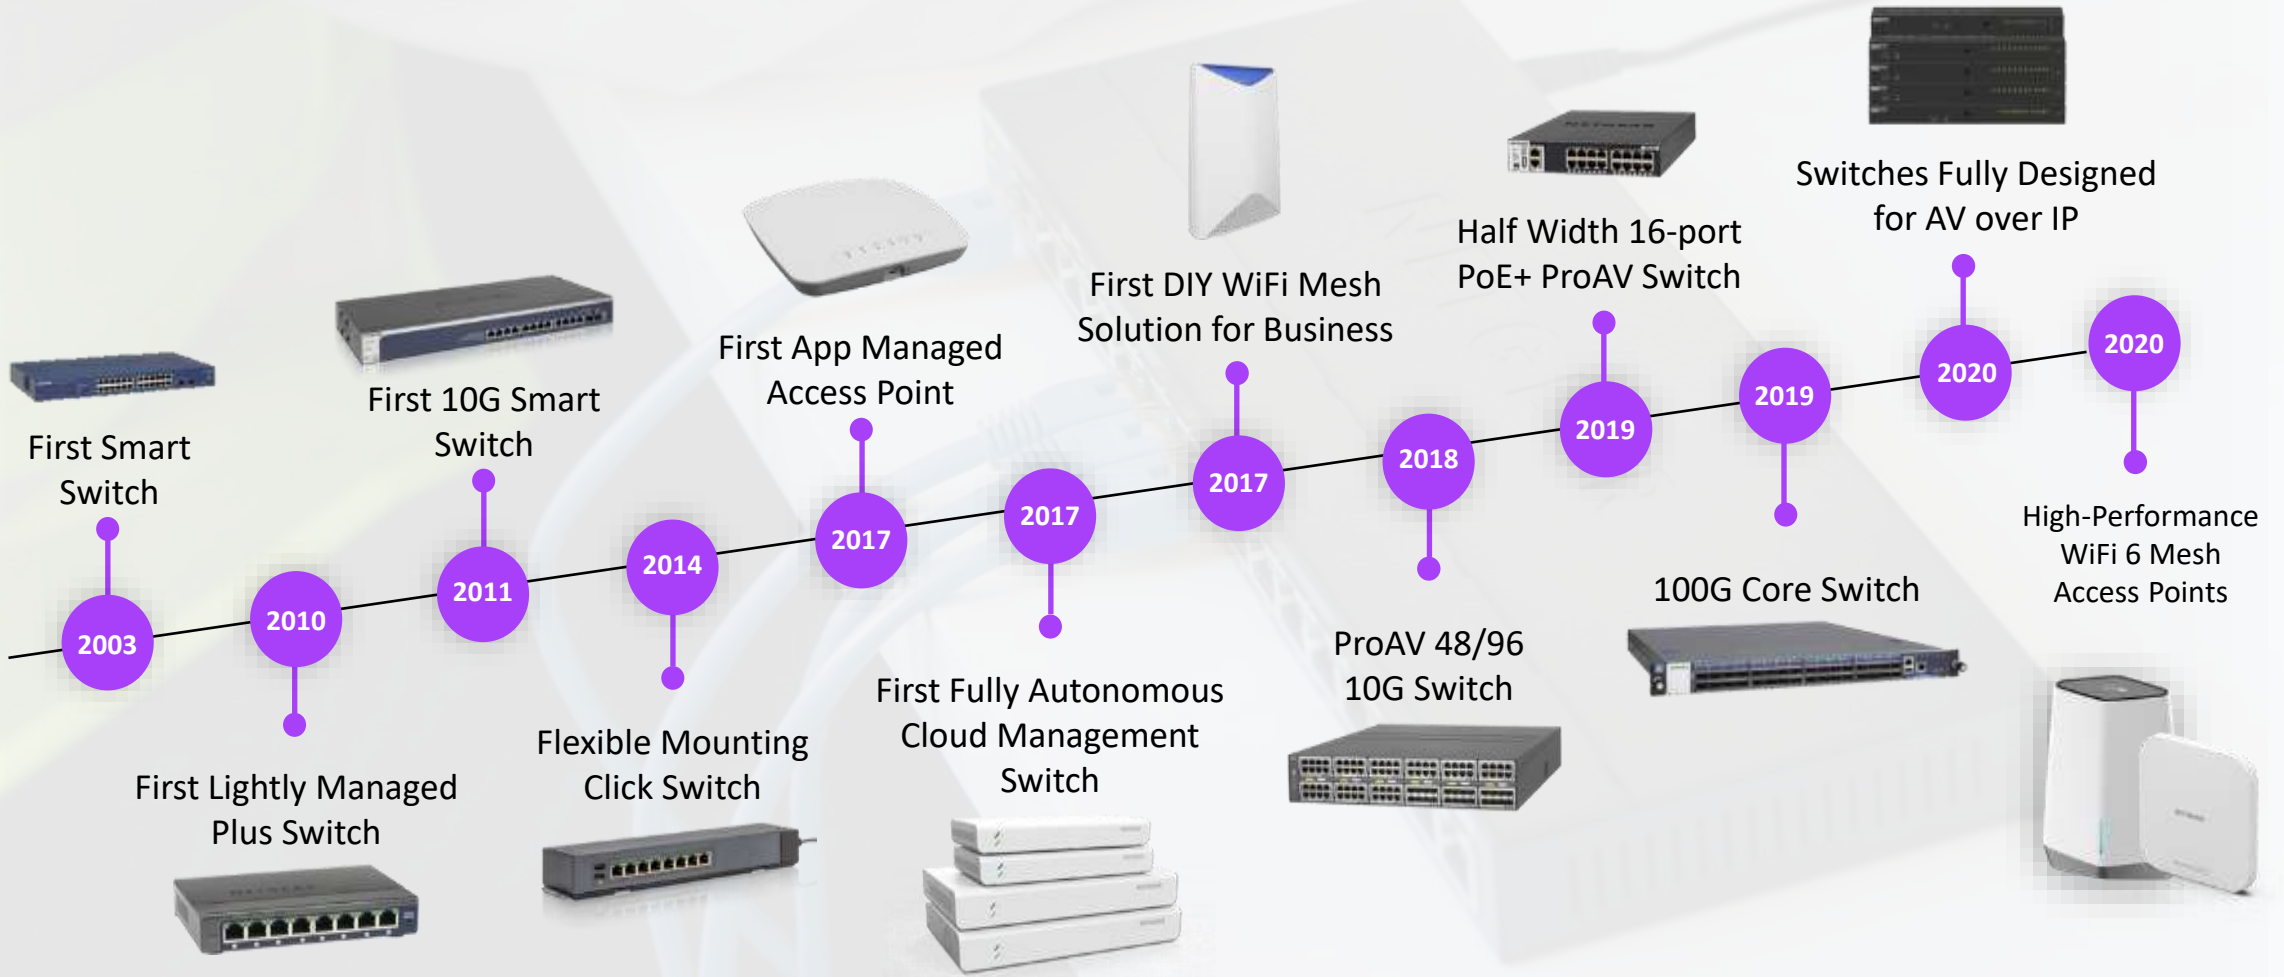 First Smart
Switch
2003
2010
First Lightly Managed
Plus Switch
NETGEAR
First 10G Smart
Switch
2011
2014
Flexible Mounting
Click Switch
First App Managed
Access Point
2017
2017
First Fully Autonomous
Cloud Management
Switch
First DIY WiFi Mesh
Solution for Business
2017
2018
ProAV 48/96
10G Switch
NETGEAR
Half Width 16-port
PoE+ ProAV Switch
2019
2019
100G Core Switch
Switches Fully Designed
for AV over IP
2020
2020
High-Performance
WiFi 6 Mesh
Access Points